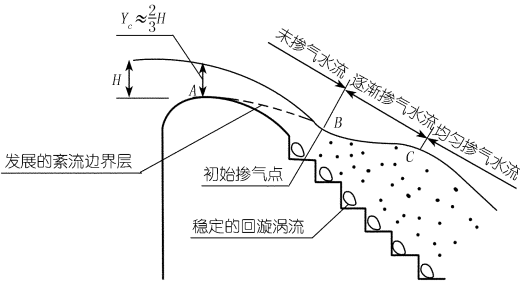 Y_c≈2/3 H
H
A
B
C
未掺气水流
逐渐掺气水流
均匀掺气水流
发展的紊流边界层
初始掺气点
稳定的回漩涡流